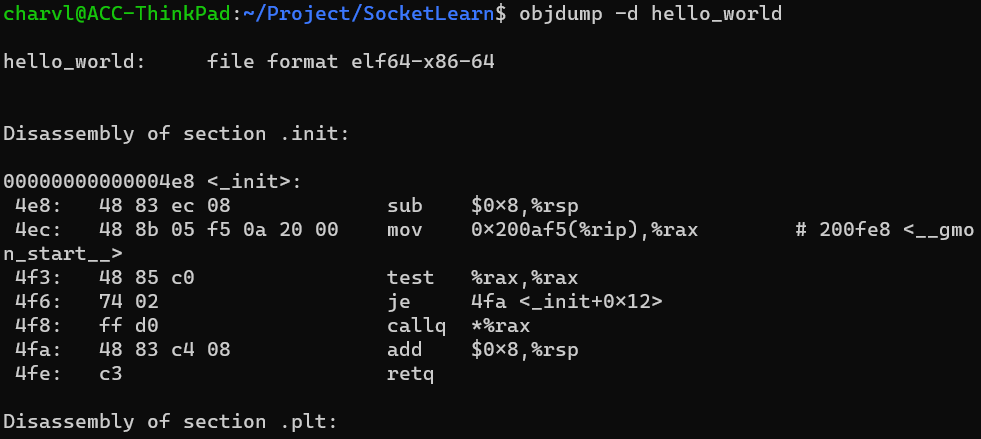 charvl@ACC-ThinkPad:~/Project/SocketLearn$ objdump -d hello_world
hello_world:     file format elf64-x86-64
Disassembly of section .init:
00000000000004e8 <_init>:
 4e8:   48 83 ec 08             sub    $0x8,%rsp
 4ec:   48 8b 05 f5 0a 20 00    mov    0x200af5(%rip),%rax        # 200fe8 <__gmo
n_start__>
 4f3:   48 85 c0                test   %rax,%rax
 4f6:   74 02                   je     4fa <_init+0x12>
 4f8:   ff d0                   callq  *%rax
 4fa:   48 83 c4 08             add    $0x8,%rsp
 4fe:   c3                      retq
Disassembly of section .plt: